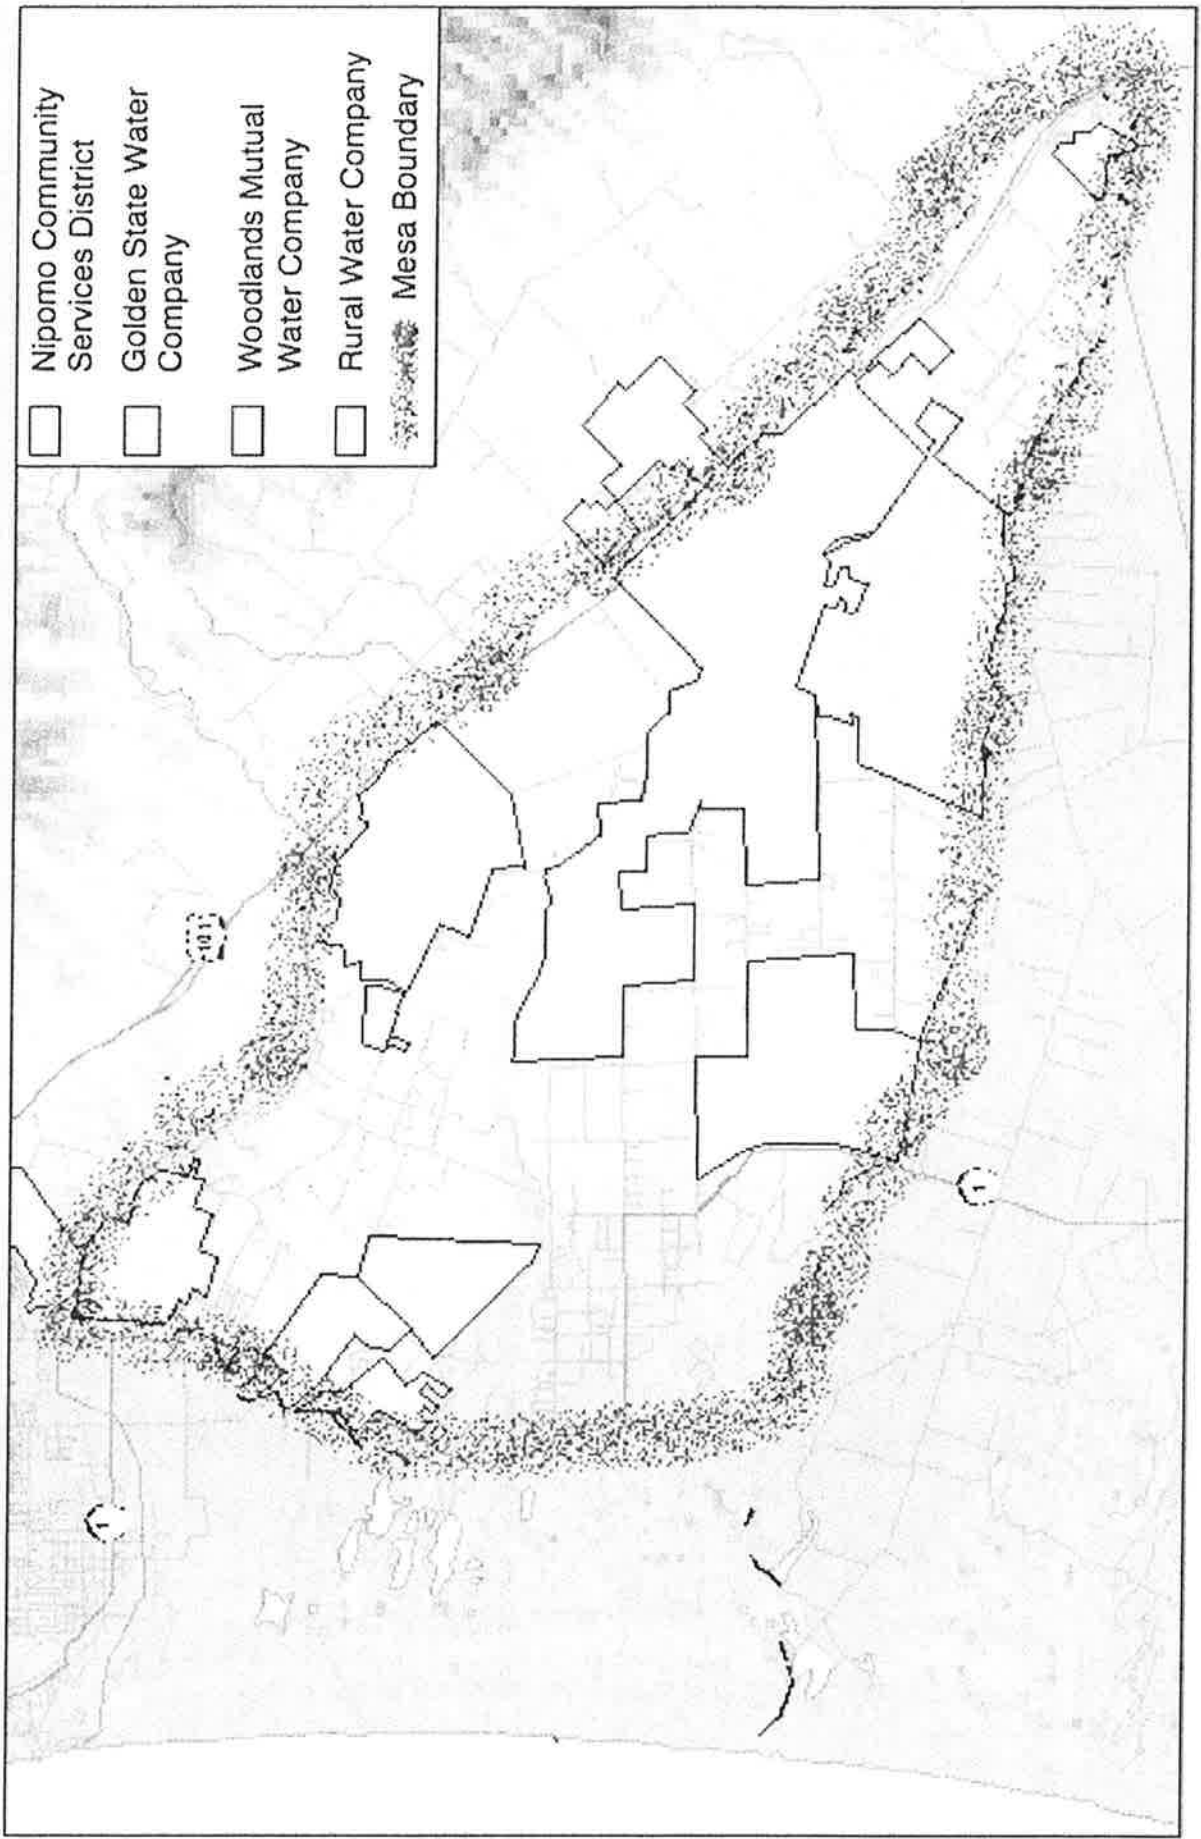 Nipomo Community
Services District
Golden State Water
Company
Woodlands Mutual
Water Company
Rural Water Company
Mesa Boundary
101
1
1